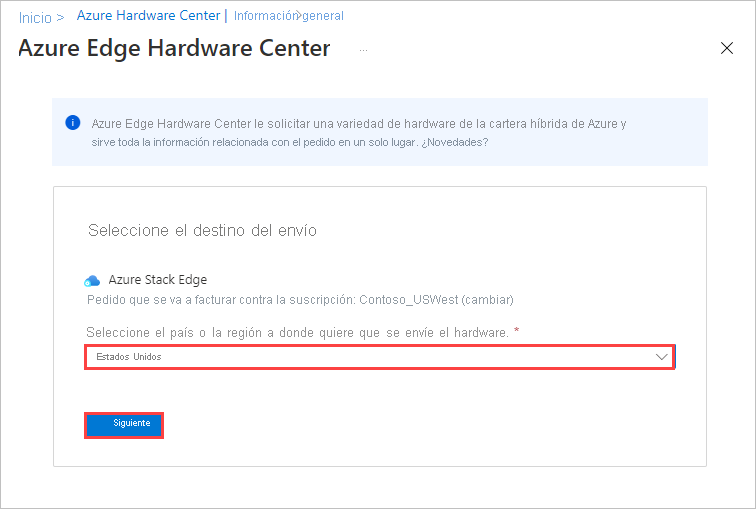 Inicio > Azure Hardware Center | Información general >
Azure Edge Hardware Center ...
Azure Edge Hardware Center le solicitar una variedad de hardware de la cartera híbrida de Azure y
sirve toda la información relacionada con el pedido en un solo lugar. ¿Novedades?
Seleccione el destino del envío
Azure Stack Edge
Pedido que se va a facturar contra la suscripción: Contoso_USWest (cambiar)
Seleccione el país o la región a donde quiere que se envíe el hardware. *
Estados Unidos
Siguiente